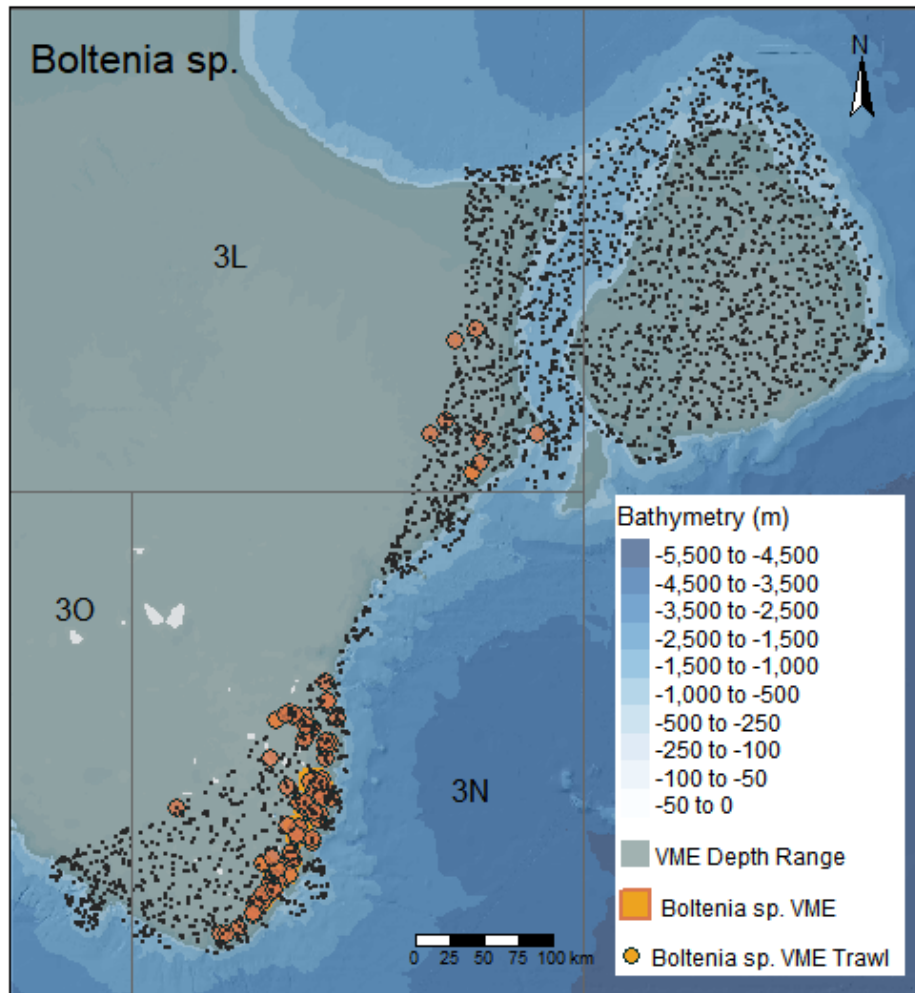 Boltenia sp.
N
3L
3O
3N
Bathymetry (m)
-5,500 to -4,500
-4,500 to -3,500
-3,500 to -2,500
-2,500 to -1,500
-1,500 to -1,000
-1,000 to -500
-500 to -250
-250 to -100
-100 to -50
-50 to 0
VME Depth Range
Boltenia sp. VME
Boltenia sp. VME Trawl
0 25 50 75 100 km